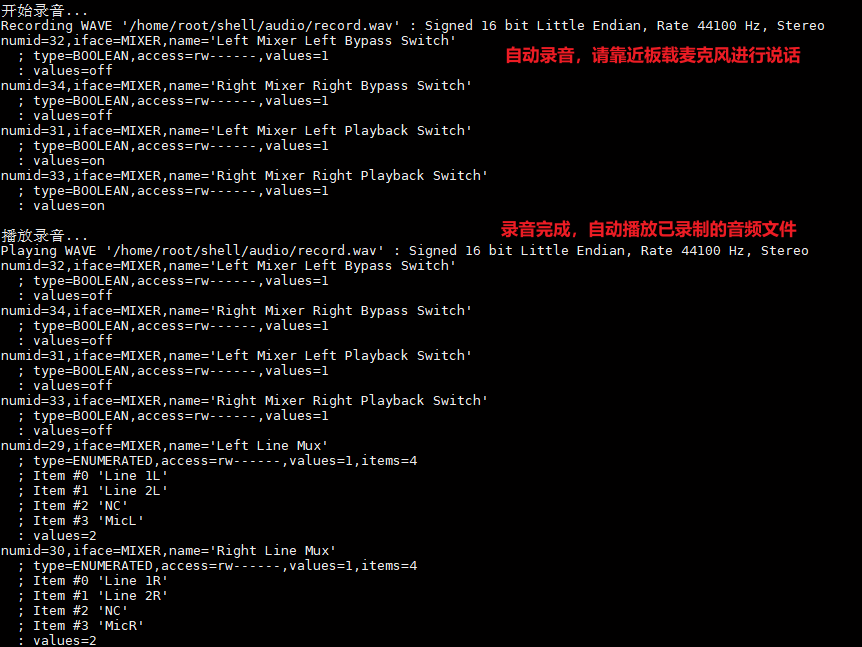 开始录音...
Recording WAVE '/home/root/shell/audio/record.wav' : Signed 16 bit Little Endian, Rate 44100 Hz, Stereo
numid=32,iface=MIXER,name='Left Mixer Left Bypass Switch'
自动录音，请靠近板载麦克风进行说话
; type=BOOLEAN,access=rw------,values=1
: values=off
numid=34,iface=MIXER,name='Right Mixer Right Bypass Switch'
; type=BOOLEAN,access=rw------,values=1
: values=off
numid=31,iface=MIXER,name='Left Mixer Left Playback Switch'
; type=BOOLEAN,access=rw------,values=1
: values=on
numid=33,iface=MIXER,name='Right Mixer Right Playback Switch'
; type=BOOLEAN,access=rw------,values=1
: values=on
录音完成，自动播放已录制的音频文件
播放录音...
Playing WAVE '/home/root/shell/audio/record.wav' : Signed 16 bit Little Endian, Rate 44100 Hz, Stereo
numid=32,iface=MIXER,name='Left Mixer Left Bypass Switch'
; type=BOOLEAN,access=rw------,values=1
: values=off
numid=34,iface=MIXER,name='Right Mixer Right Bypass Switch'
; type=BOOLEAN,access=rw------,values=1
: values=off
numid=31,iface=MIXER,name='Left Mixer Left Playback Switch'
; type=BOOLEAN,access=rw------,values=1
: values=off
numid=33,iface=MIXER,name='Right Mixer Right Playback Switch'
; type=BOOLEAN,access=rw------,values=1
: values=off
numid=29,iface=MIXER,name='Left Line Mux'
; type=ENUMERATED,access=rw------,values=1,items=4
; Item #0 'Line 1L'
; Item #1 'Line 2L'
; Item #2 'NC'
; Item #3 'MicL'
: values=2
numid=30,iface=MIXER,name='Right Line Mux'
; type=ENUMERATED,access=rw------,values=1,items=4
; Item #0 'Line 1R'
; Item #1 'Line 2R'
; Item #2 'NC'
; Item #3 'MicR'
: values=2